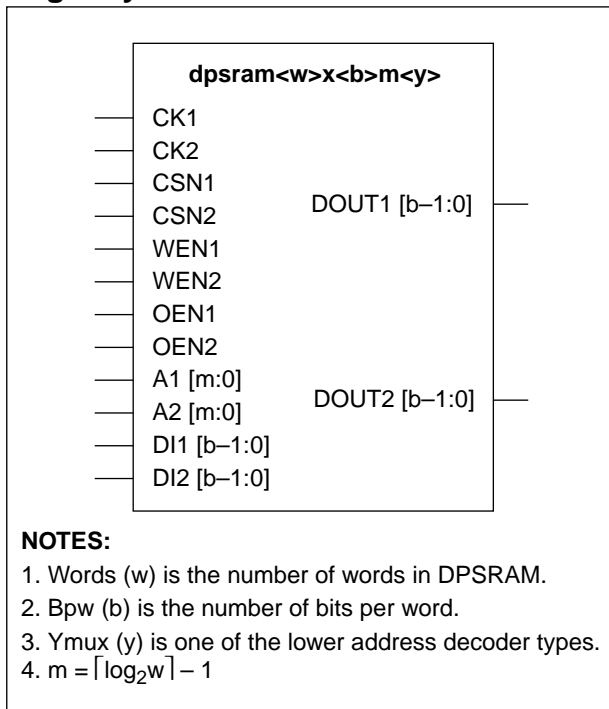 dpsram<w>x<b>m<y>
CK1
CK2
CSN1
CSN2
WEN1
WEN2
OEN1
OEN2
A1 [m:0]
A2 [m:0]
DI1 [b–1:0]
DI2 [b–1:0]
DOUT1 [b–1:0]
DOUT2 [b–1:0]
NOTES:
1. Words (w) is the number of words in DPSRAM.
2. Bpw (b) is the number of bits per word.
3. Ymux (y) is one of the lower address decoder types.
4. m = ⌈log₂w⌉ – 1